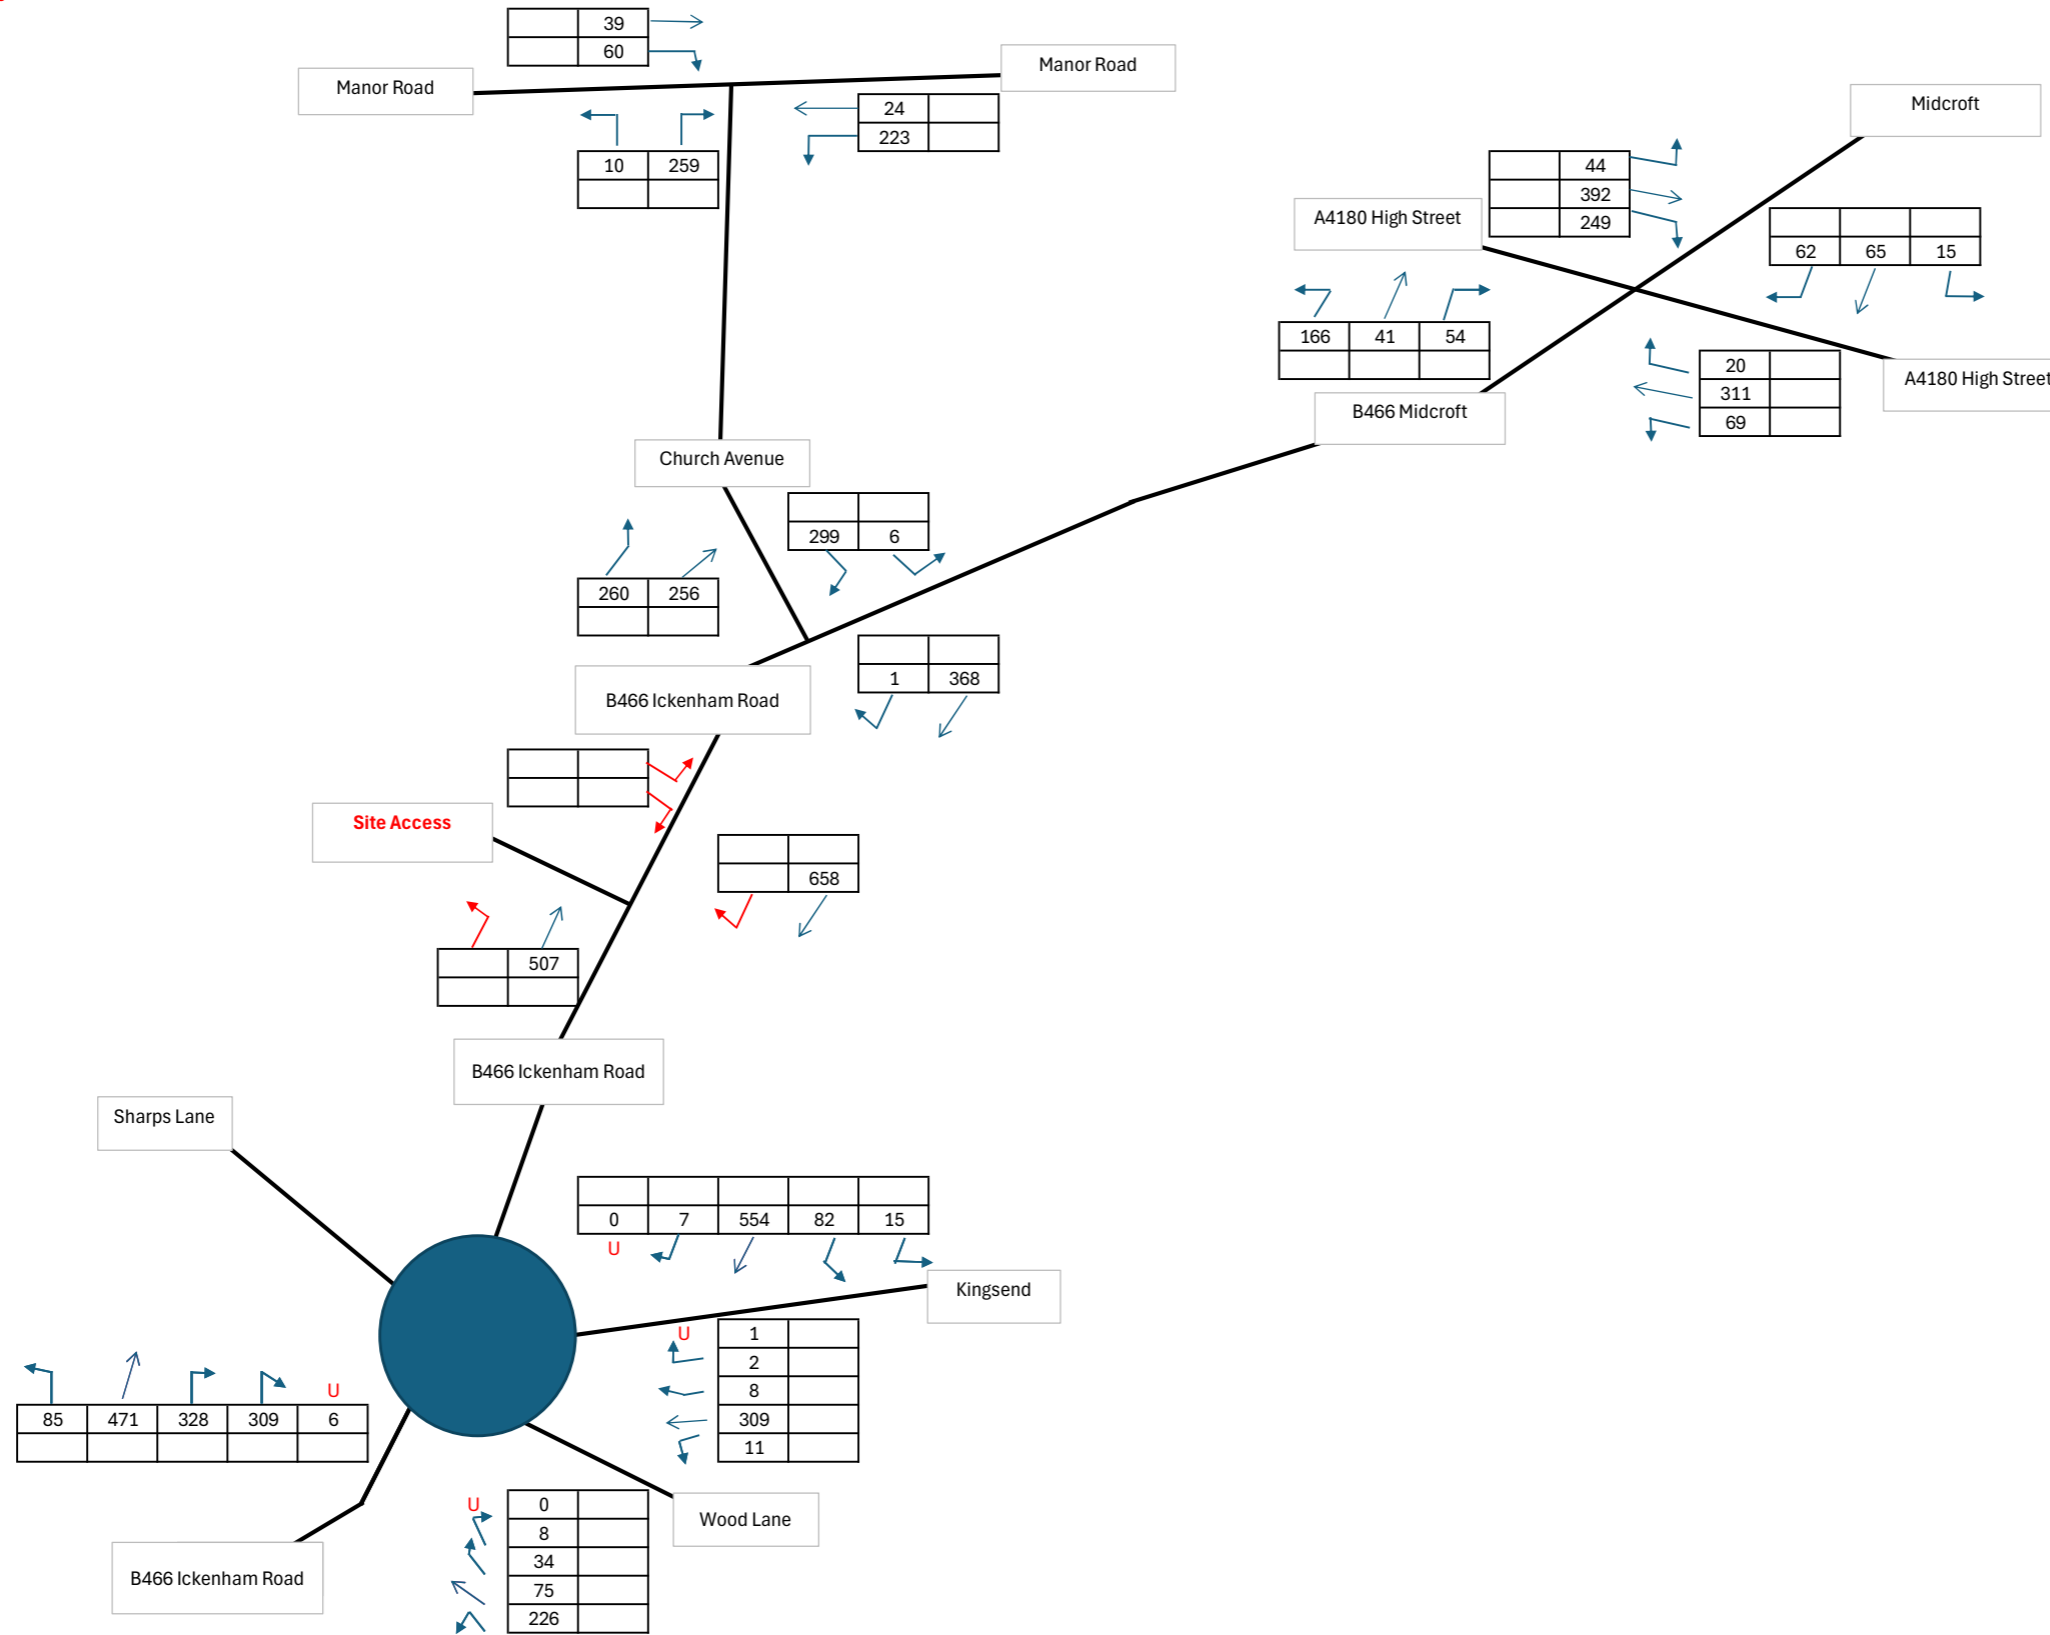 39
60
Manor Road
Manor Road
24
223
10 259
Midcroft
44
392
249
A4180 High Street
62 65 15
166 41 54
20
311
69
A4180 High Street
B466 Midcroft
Church Avenue
299 6
260 256
1 368
B466 Ickenham Road
Site Access
658
507
B466 Ickenham Road
Sharps Lane
0 7 554 82 15
U
Kingsend
U 1
2
8
309
11
U
85 471 328 309 6
U 0
8
34
75
226
Wood Lane
B466 Ickenham Road